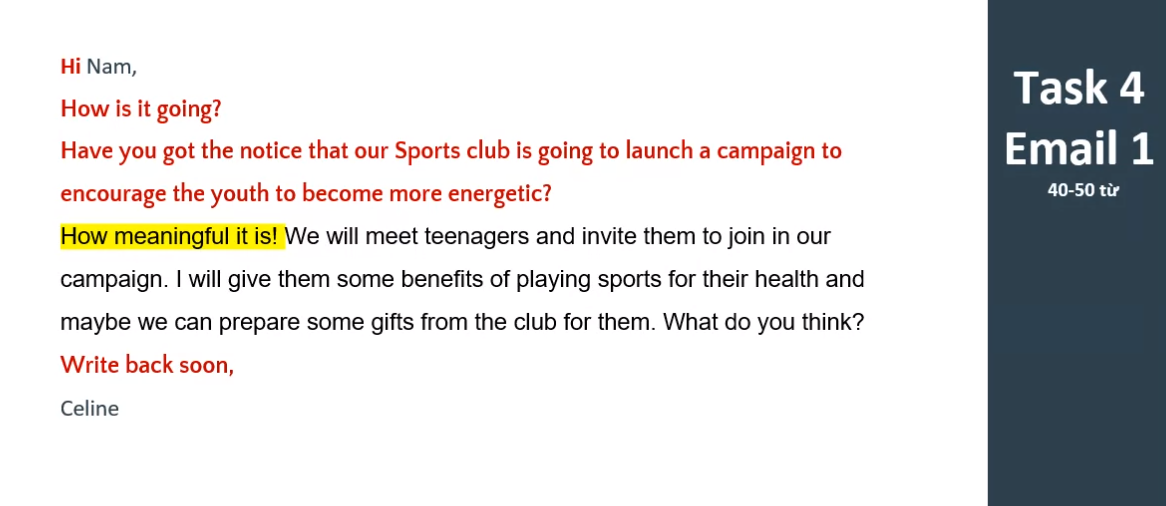 Hi Nam,
How is it going?
Have you got the notice that our Sports club is going to launch a campaign to
encourage the youth to become more energetic?
How meaningful it is! We will meet teenagers and invite them to join in our
campaign. I will give them some benefits of playing sports for their health and
maybe we can prepare some gifts from the club for them. What do you think?
Write back soon,
Celine
Task 4
Email 1
40-50 từ